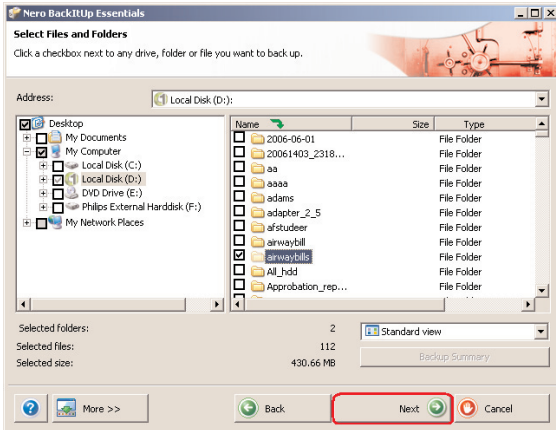 Nero BackItUp Essentials
Select Files and Folders
Click a checkbox next to any drive, folder or file you want to back up.
Address: Local Disk (D:):
Desktop
My Documents
My Computer
Local Disk (C:)
Local Disk (D:)
DVD Drive (E:)
Philips External Harddisk (F:)
My Network Places
Name Size Type
2006-06-01 File Folder
20061403_2318... File Folder
aa File Folder
aaaa File Folder
adams File Folder
adapter_2_5 File Folder
afstudeer File Folder
airwaybill File Folder
airwaybills File Folder
All_hdd File Folder
Approbation_rep... File Folder
Selected folders: 2
Selected files: 112
Selected size: 430.66 MB
Standard view
Backup Summary
More >>
Back
Next
Cancel